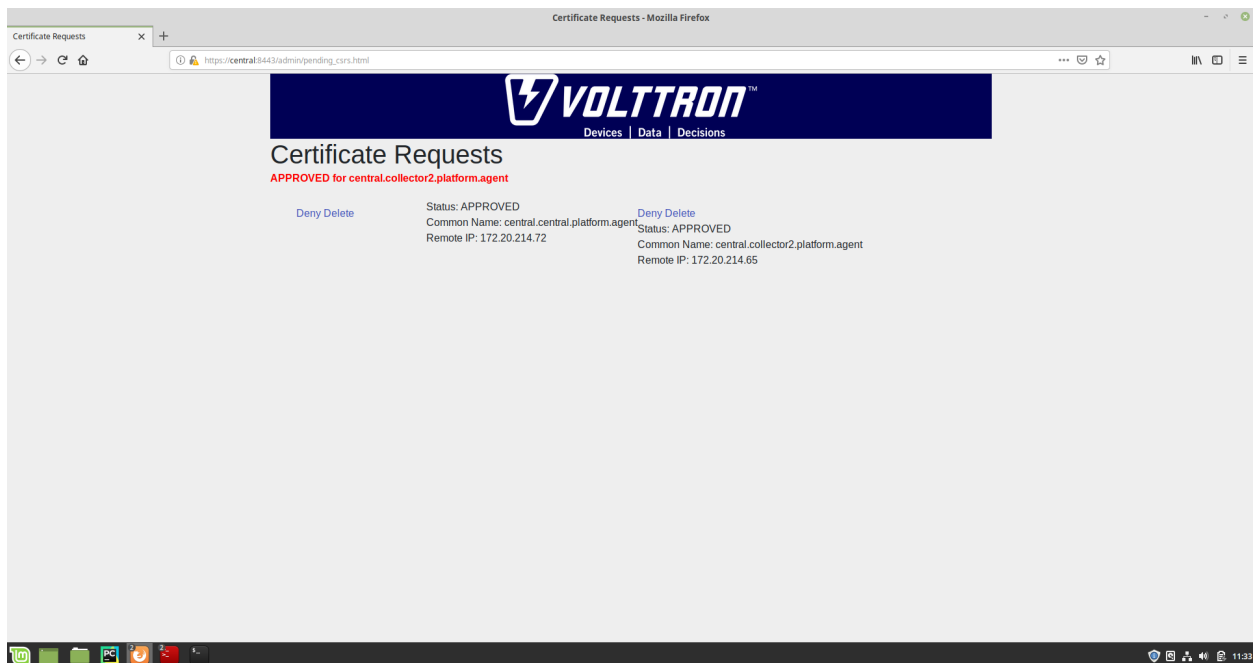 Certificate Requests - Mozilla Firefox
Certificate Requests
https://central:8443/admin/pending_csrs.html
VOLTTRON™
Devices | Data | Decisions
Certificate Requests
APPROVED for central.collector2.platform.agent
Deny Delete
Status: APPROVED
Common Name: central.central.platform.agent
Remote IP: 172.20.214.72
Deny Delete
Status: APPROVED
Common Name: central.collector2.platform.agent
Remote IP: 172.20.214.65
PC
2
2
11:33